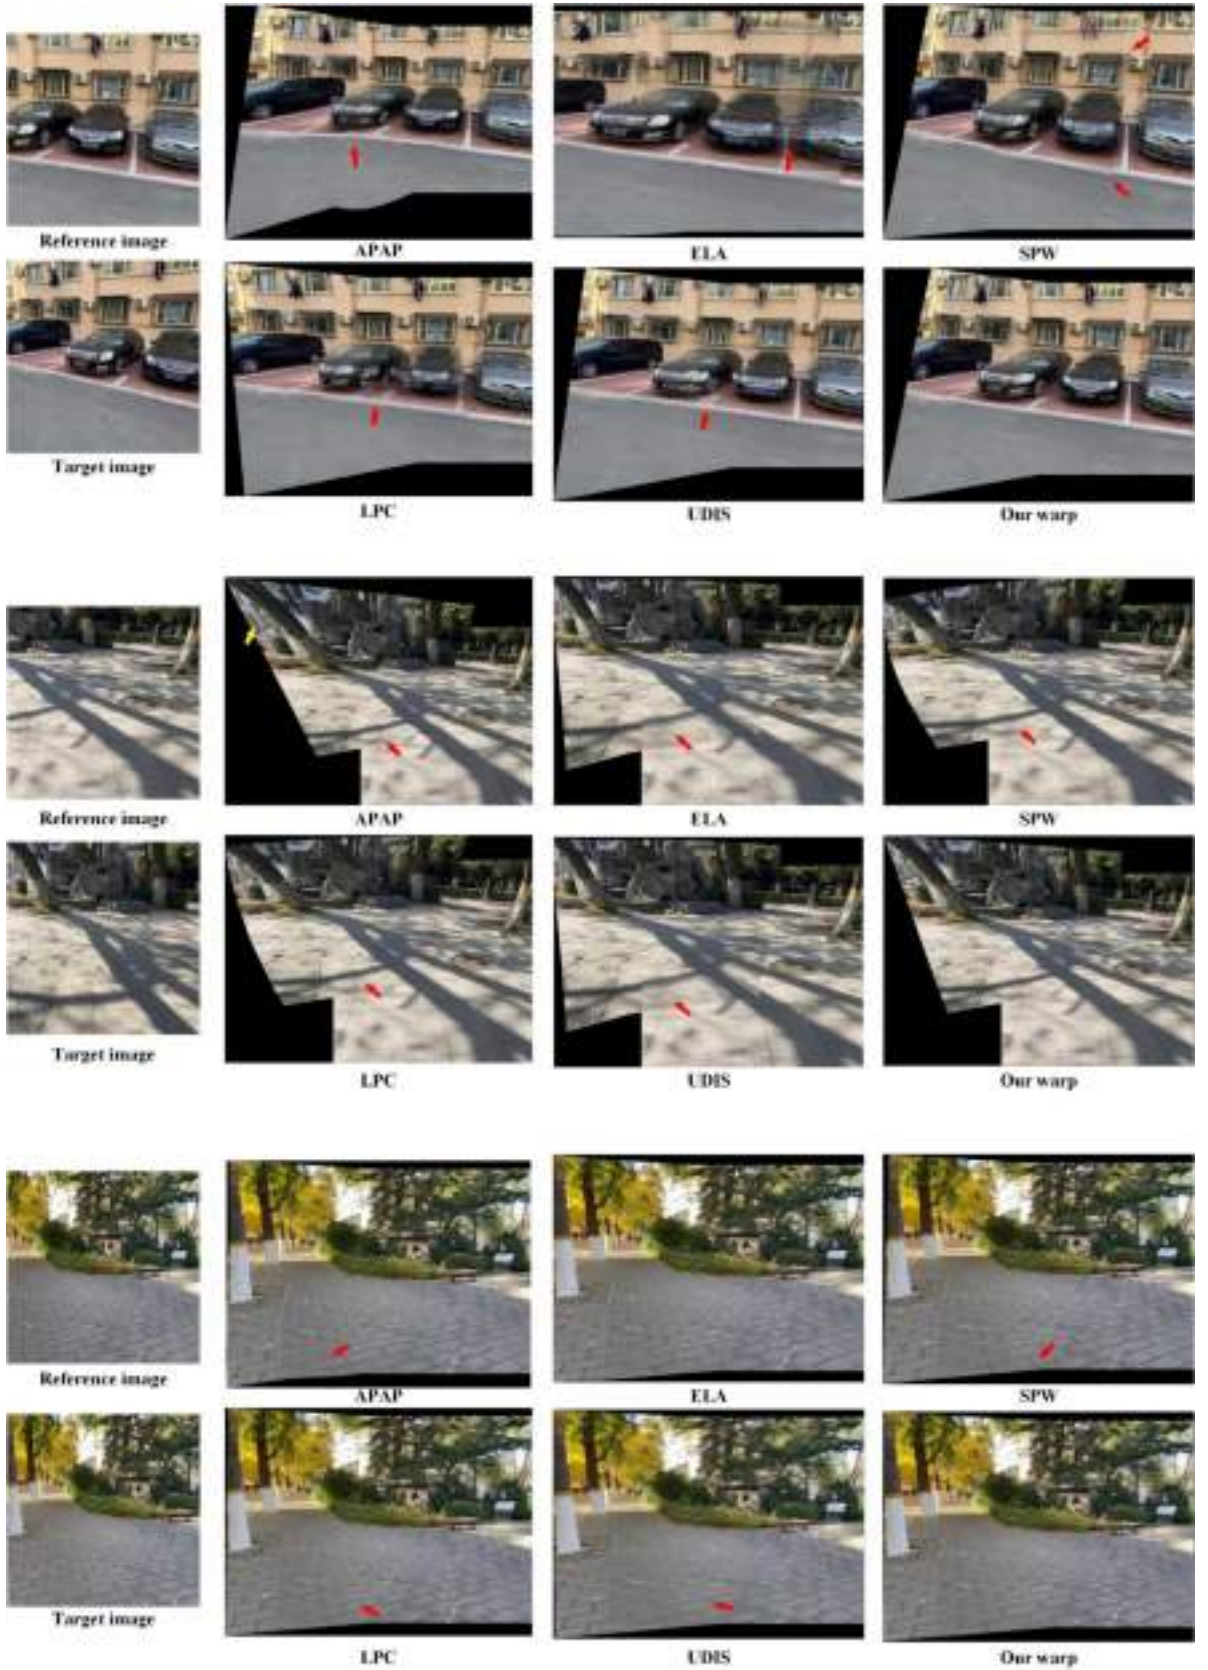 Reference image
APAP
ELA
SPW
Target image
LPC
UDIS
Our warp
Reference image
APAP
ELA
SPW
Target image
LPC
UDIS
Our warp
Reference image
APAP
ELA
SPW
Target image
LPC
UDIS
Our warp